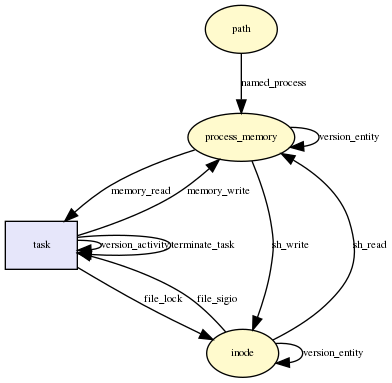 path
named_process
process_memory
version_entity
memory_read
memory_write
task
version_activity
terminate_task
sh_write
sh_read
file_lock
file_sigio
inode
version_entity